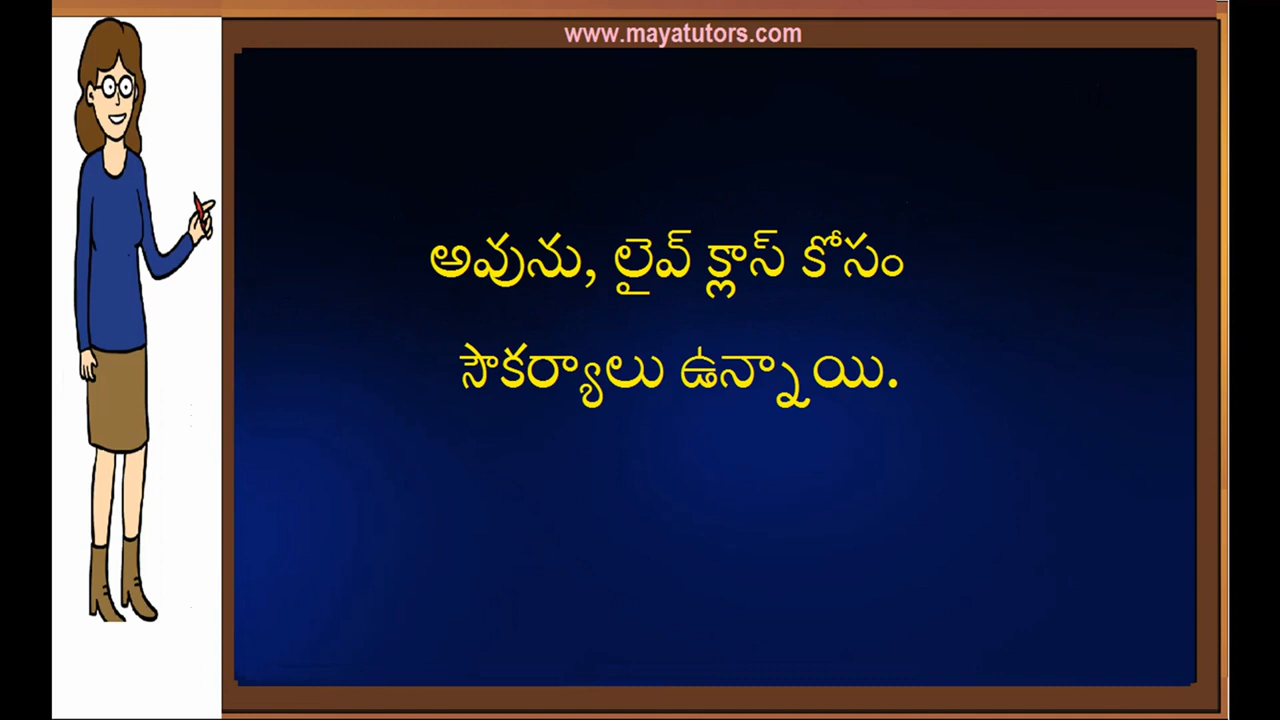 www.mayatutors.com
అవును, లైవ్ క్లాస్ కోసం
సౌకర్యాలు ఉన్నాయి.